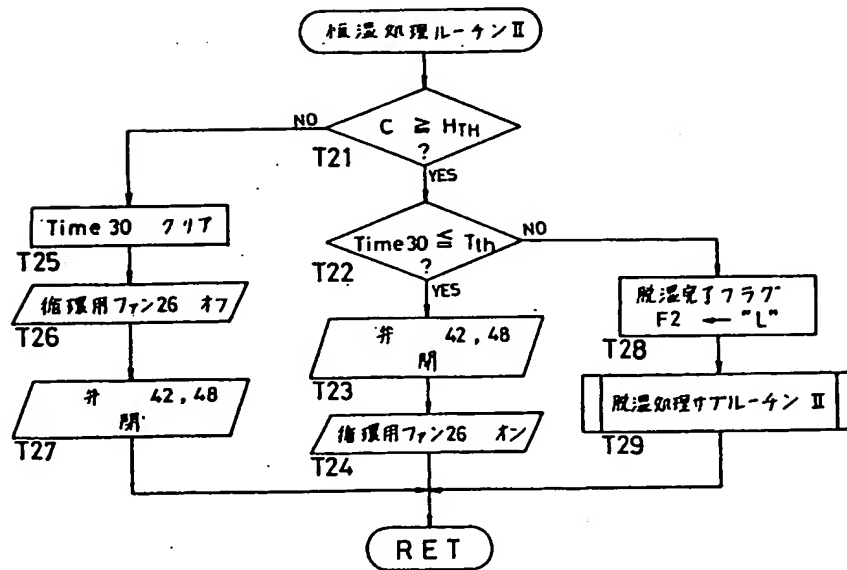 恒湿処理ルーチンⅡ
C ≧ HTH
?
NO
T21
YES
Time30 クリア
T25
Time30 ≦ Tth
?
NO
T22
YES
循環用ファン26 オフ
T26
脱湿完了フラグ
F2 ← "L"
T28
弁 42,48
開
T23
弁 42,48
閉
T27
脱湿処理サブルーチン Ⅱ
T29
循環用ファン26 オン
T24
RET